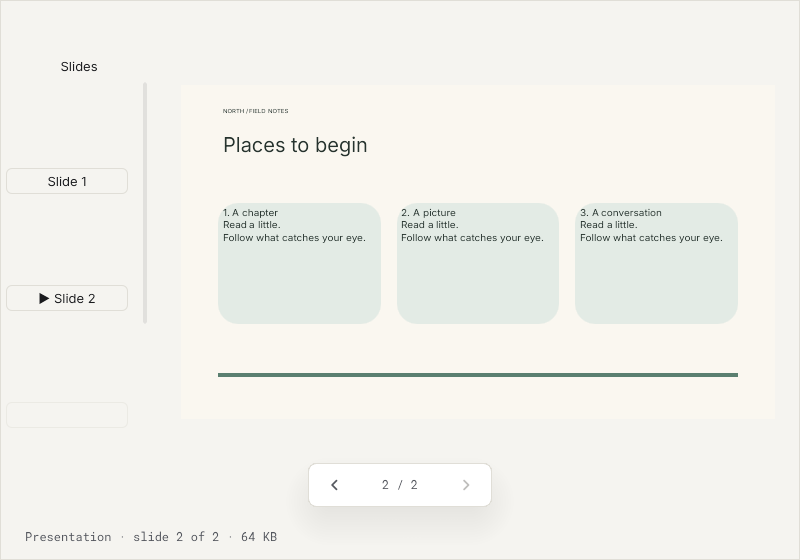 Slides
Slide 1
▶ Slide 2
NORTH / FIELD NOTES
Places to begin
1. A chapter
Read a little.
Follow what catches your eye.
2. A picture
Read a little.
Follow what catches your eye.
3. A conversation
Read a little.
Follow what catches your eye.
2 / 2
Presentation · slide 2 of 2 · 64 KB